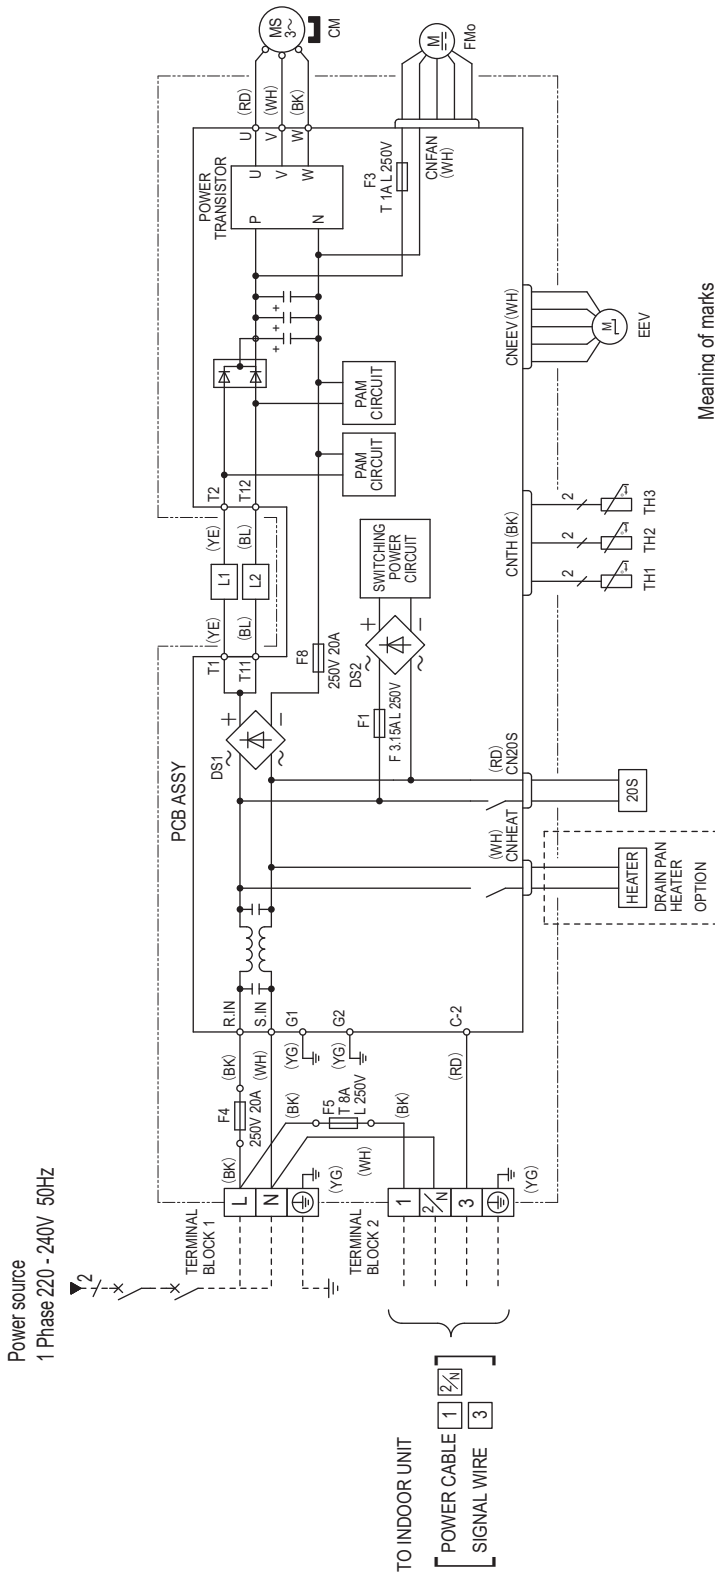 Power source
1 Phase 220 - 240V 50Hz
2
TERMINAL
BLOCK 1
L
N
(YG)
TERMINAL
BLOCK 2
1
2/N
3
(YG)
TO INDOOR UNIT
POWER CABLE 1 2/N
SIGNAL WIRE 3
(BK)
F4
250V 20A
(BK)
(WH)
(BK)
F5
T 8A
L 250V
(WH)
(BK)
(YG)
(YG)
(RD)
R.IN
S.IN
G1
G2
C-2
PCB ASSY
DS1
+
~
-
~
T1
T11
(YE)
(BL)
L1
L2
(YE)
(BL)
T2
T12
F8
250V 20A
F1
F 3.15A L 250V
DS2
+
~
-
~
SWITCHING
POWER
CIRCUIT
PAM
CIRCUIT
PAM
CIRCUIT
+
+
+
POWER
TRANSISTOR
P
N
U
V
W
U
V
W
(RD)
(WH)
(BK)
MS
3~
CM
F3
T 1A L 250V
CNFAN
(WH)
M
FMo
(WH)
CNHEAT
HEATER
DRAIN PAN
HEATER
OPTION
(RD)
CN20S
20S
CNTH (BK)
2
2
2
TH1
TH2
TH3
CNEEV (WH)
M
EEV
Meaning of marks